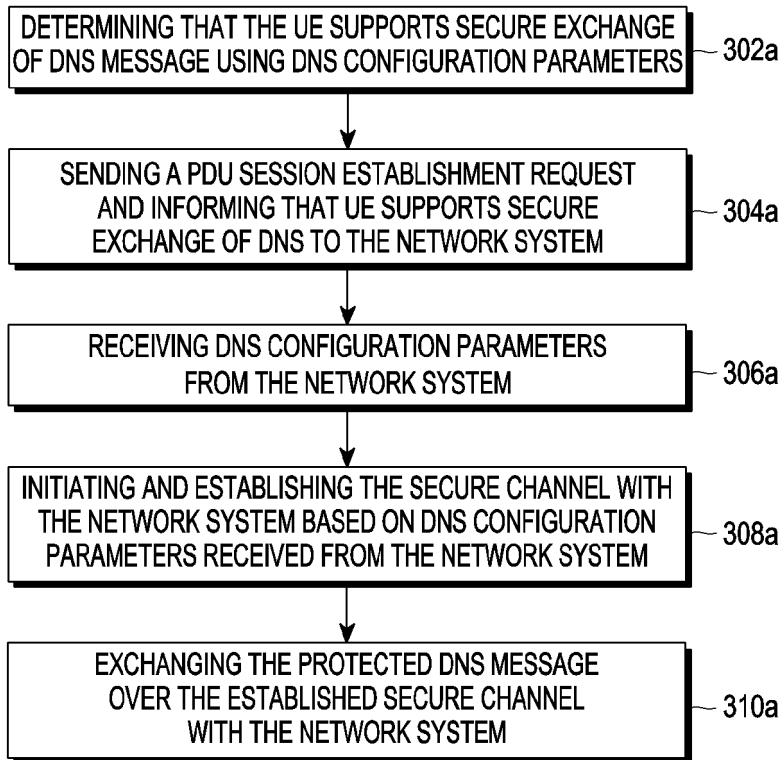 DETERMINING THAT THE UE SUPPORTS SECURE EXCHANGE
OF DNS MESSAGE USING DNS CONFIGURATION PARAMETERS
302a
SENDING A PDU SESSION ESTABLISHMENT REQUEST
AND INFORMING THAT UE SUPPORTS SECURE
EXCHANGE OF DNS TO THE NETWORK SYSTEM
304a
RECEIVING DNS CONFIGURATION PARAMETERS
FROM THE NETWORK SYSTEM
306a
INITIATING AND ESTABLISHING THE SECURE CHANNEL WITH
THE NETWORK SYSTEM BASED ON DNS CONFIGURATION
PARAMETERS RECEIVED FROM THE NETWORK SYSTEM
308a
EXCHANGING THE PROTECTED DNS MESSAGE
OVER THE ESTABLISHED SECURE CHANNEL
WITH THE NETWORK SYSTEM
310a